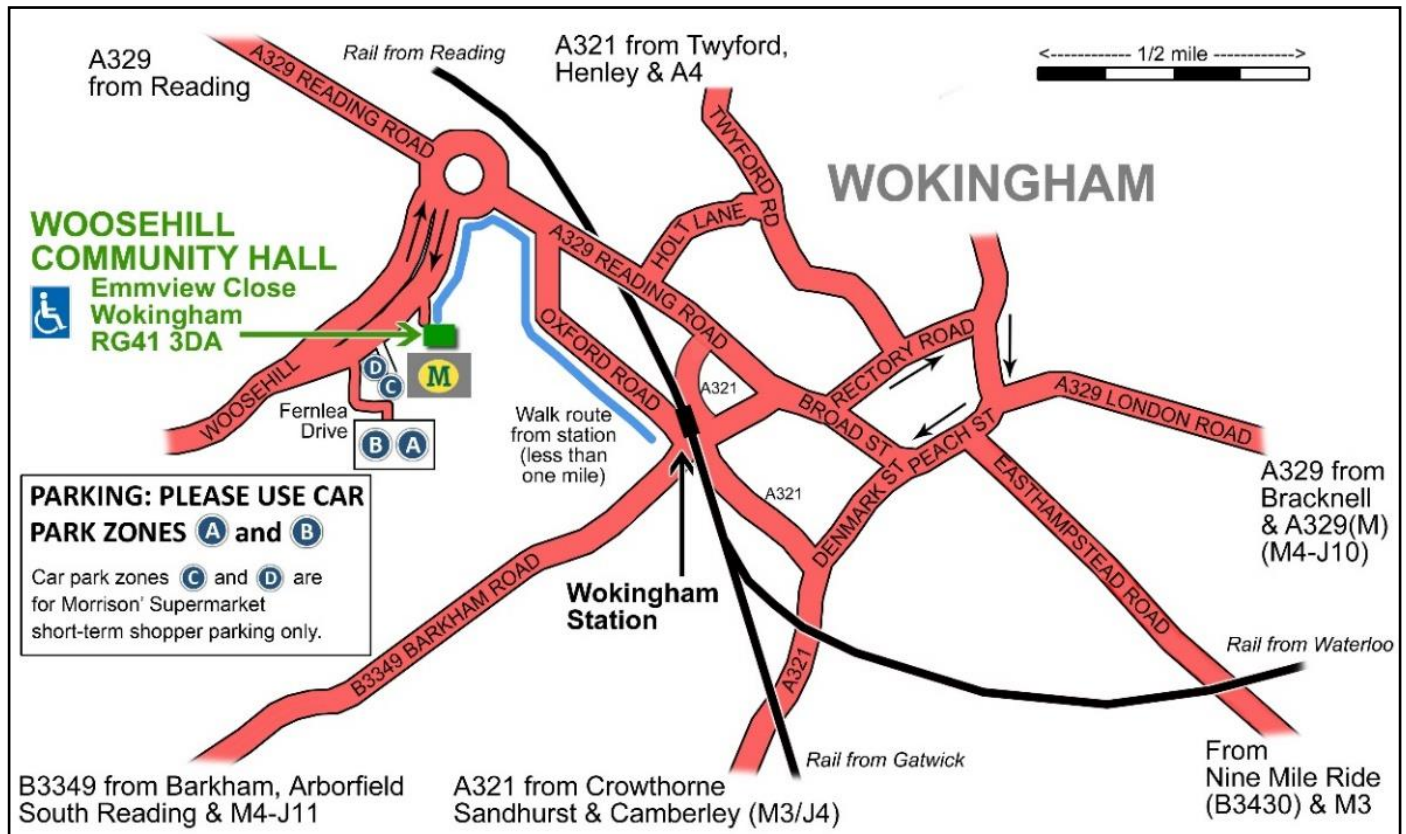 A329
from Reading
A329 READING ROAD
Rail from Reading
A321 from Twyford,
Henley & A4
<------------ 1/2 mile ------------>
TWYFORD RD
WOKINGHAM
HOLT LANE
A329 READING ROAD
WOOSEHILL
COMMUNITY HALL
Emmview Close
Wokingham
RG41 3DA
M
D
C
B A
WOOSEHILL
Fernlea
Drive
OXFORD ROAD
Walk route
from station
(less than
one mile)
A321
RECTORY ROAD
BROAD ST
PEACH ST
DENMARK ST
A329 LONDON ROAD
EASTHAMPSTEAD ROAD
A321
A329 from
Bracknell
& A329(M)
(M4-J10)
PARKING: PLEASE USE CAR
PARK ZONES A and B
Car park zones C and D are
for Morrison' Supermarket
short-term shopper parking only.
Wokingham
Station
B3349 BARKHAM ROAD
A321
Rail from Waterloo
Rail from Gatwick
B3349 from Barkham, Arborfield
South Reading & M4-J11
A321 from Crowthorne
Sandhurst & Camberley (M3/J4)
From
Nine Mile Ride
(B3430) & M3